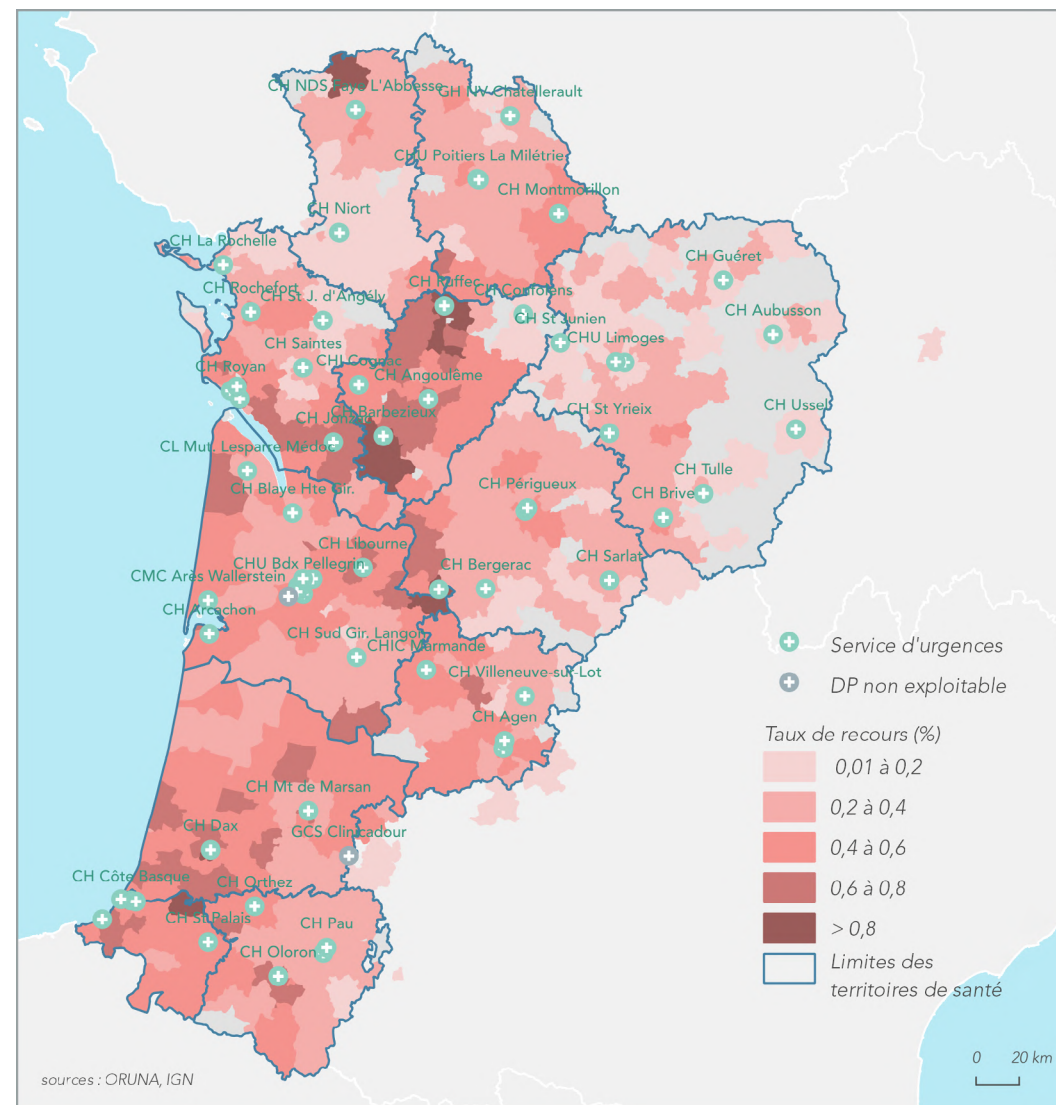 CH NDS Faye L'Abbesse
GH NV Châtellerault
CHU Poitiers La Milétrie
CH Montmorillon
CH Niort
CH La Rochelle
CH Guéret
CH Rochefort
CH St J. d'Angély
CH Ruffec
CH Confolens
CH St Junien
CH Aubusson
CH Saintes
CHU Limoges
CH Royan
CHI Cognac
CH Angoulême
CH Barbezieux
CH Jonzac
CH St Yrieix
CH Ussel
CL Mut. Lesparre Médoc
CH Tulle
CH Blaye Hte Gir.
CH Périgueux
CH Brive
CH Libourne
CHU Bdx Pellegrin
CH Bergerac
CH Sarlat
CMC Arès Wallerstein
CH Arcachon
CH Sud Gir. Langon
CHIC Marmande
CH Villeneuve-sur-Lot
CH Agen
CH Mt de Marsan
CH Dax
GCS Clinicadour
CH Côte Basque
CH Orthez
CH St Palais
CH Pau
CH Oloron
Service d'urgences
DP non exploitable
Taux de recours (%)
0,01 à 0,2
0,2 à 0,4
0,4 à 0,6
0,6 à 0,8
> 0,8
Limites des
territoires de santé
0 20 km
sources : ORUNA, IGN